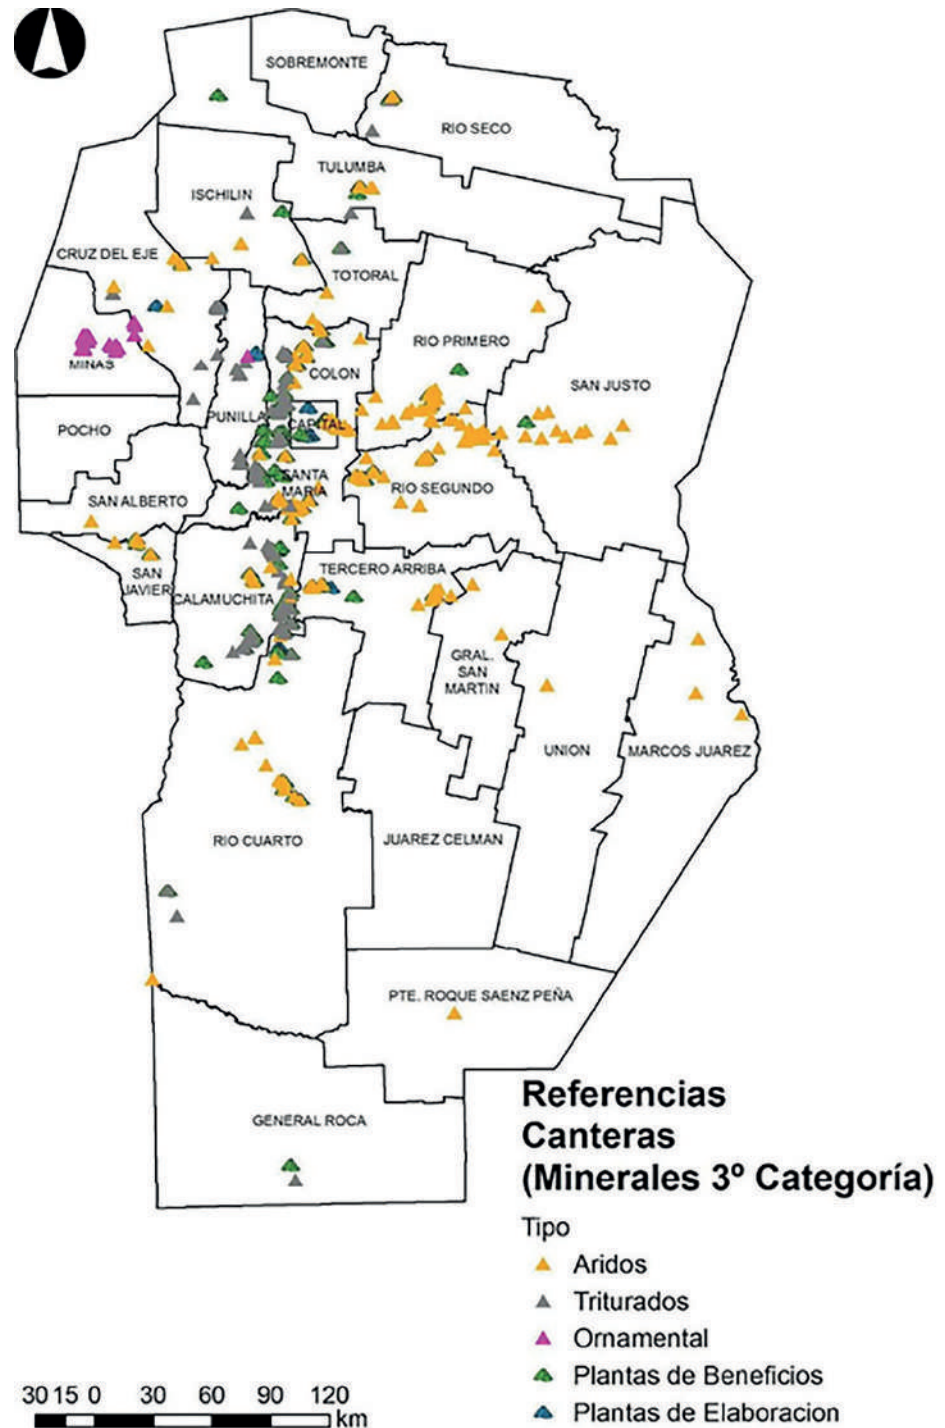 SOBREMONTE
RIO SECO
TULUMBA
ISCHILIN
CRUZ DEL EJE
TOTORAL
RIO PRIMERO
MINAS
COLON
SAN JUSTO
PUNILLA
CAPITAL
POCHO
SANTA
MARIA
RIO SEGUNDO
SAN ALBERTO
TERCERO ARRIBA
SAN
JAVIER
CALAMUCHITA
GRAL.
SAN
MARTIN
UNION
MARCOS JUAREZ
RIO CUARTO
JUAREZ CELMAN
PTE. ROQUE SAENZ PEÑA
GENERAL ROCA
Referencias
Canteras
(Minerales 3º Categoría)
Tipo
Aridos
Triturados
Ornamental
Plantas de Beneficios
Plantas de Elaboracion
30 15 0 30 60 90 120
km